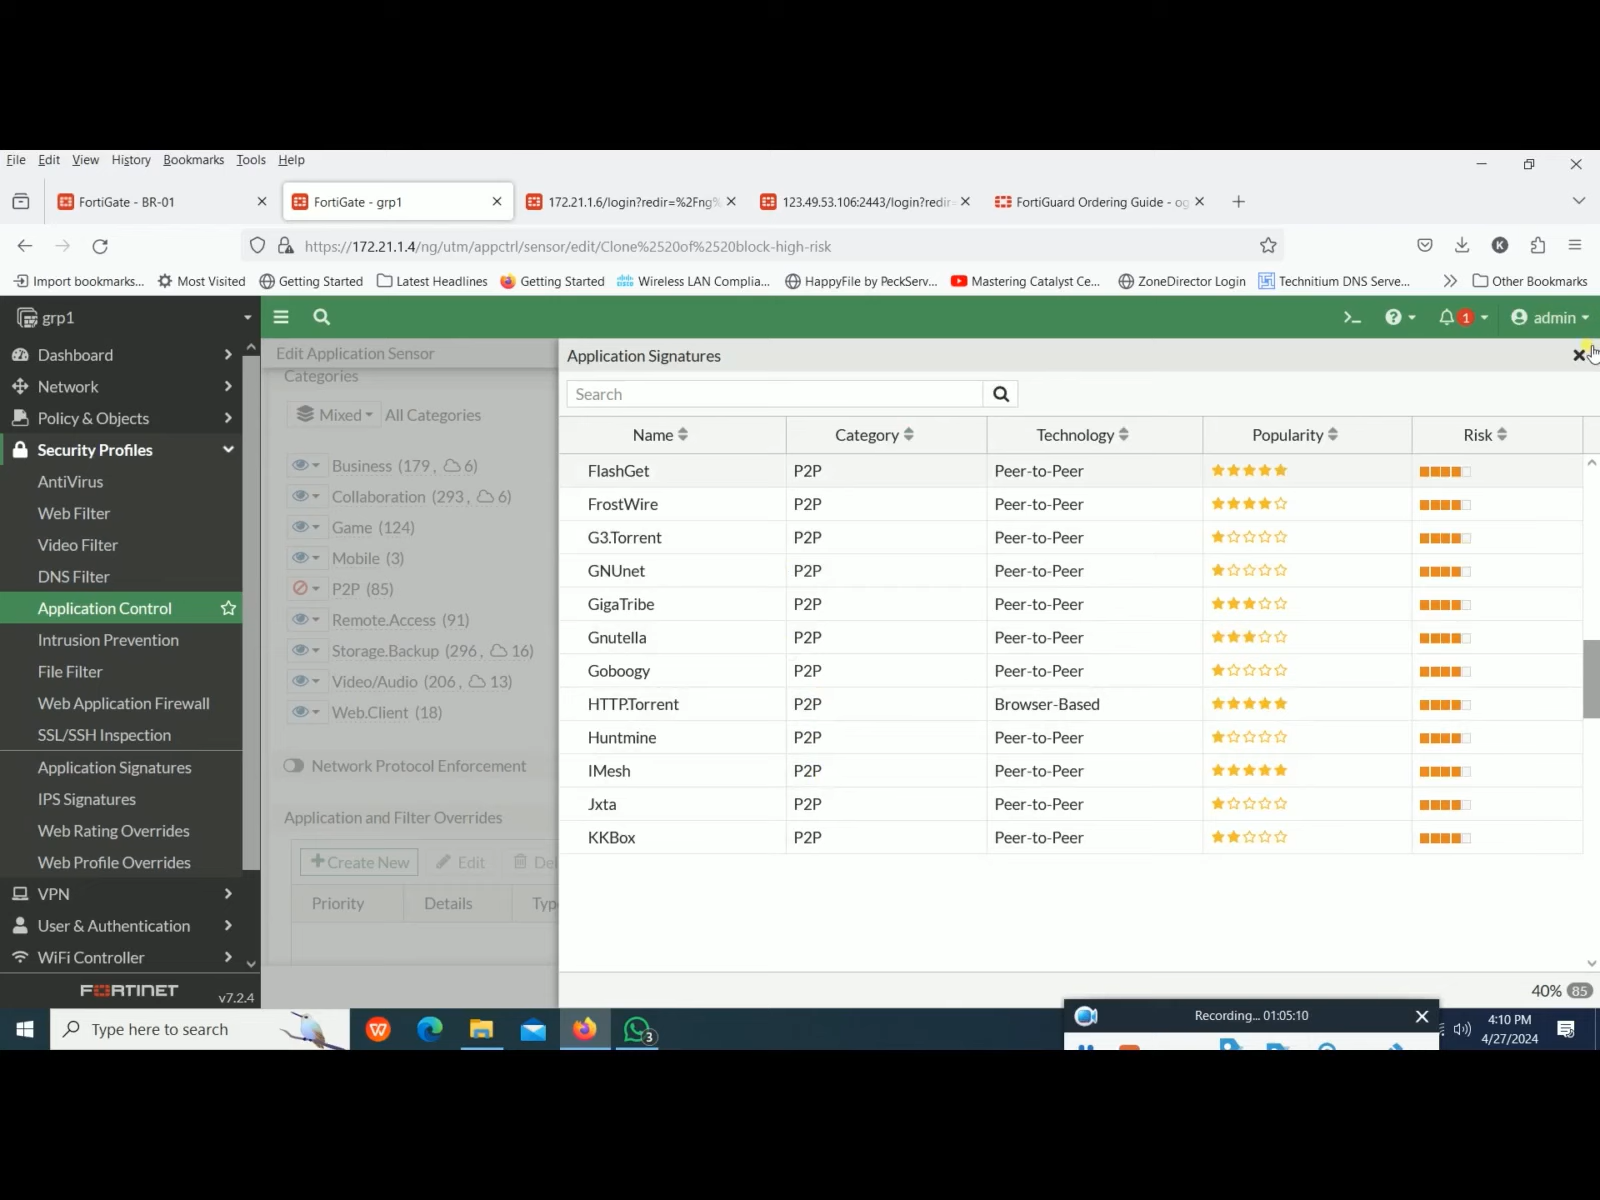 File Edit View History Bookmarks Tools Help
FortiGate - BR-01
FortiGate - grp1
172.21.1.6/login?redir=%2Fng%
123.49.53.106:2443/login?redir=
FortiGuard Ordering Guide - og
https://172.21.1.4/ng/utm/appctrl/sensor/edit/Clone%2520of%2520block-high-risk
K
Import bookmarks... Most Visited Getting Started Latest Headlines Getting Started Wireless LAN Complia... HappyFile by PeckServ... Mastering Catalyst Ce... ZoneDirector Login Technitium DNS Serve... Other Bookmarks
grp1
1
admin
Dashboard
Network
Policy & Objects
Security Profiles
AntiVirus
Web Filter
Video Filter
DNS Filter
Application Control
Intrusion Prevention
File Filter
Web Application Firewall
SSL/SSH Inspection
Application Signatures
IPS Signatures
Web Rating Overrides
Web Profile Overrides
VPN
User & Authentication
WiFi Controller
FORTINET
v7.2.4
Edit Application Sensor
Categories
Mixed All Categories
Business (179, 6)
Collaboration (293, 6)
Game (124)
Mobile (3)
P2P (85)
Remote.Access (91)
Storage.Backup (296, 16)
Video/Audio (206, 13)
Web.Client (18)
Network Protocol Enforcement
Application and Filter Overrides
+Create New Edit Del
Priority Details Typ
Application Signatures
Search
Name Category Technology Popularity Risk
FlashGet P2P Peer-to-Peer
FrostWire P2P Peer-to-Peer
G3.Torrent P2P Peer-to-Peer
GNUnet P2P Peer-to-Peer
GigaTribe P2P Peer-to-Peer
Gnutella P2P Peer-to-Peer
Goboogy P2P Peer-to-Peer
HTTP.Torrent P2P Browser-Based
Huntmine P2P Peer-to-Peer
IMesh P2P Peer-to-Peer
Jxta P2P Peer-to-Peer
KKBox P2P Peer-to-Peer
40% 85
Type here to search
3
Recording... 01:05:10
4:10 PM
4/27/2024